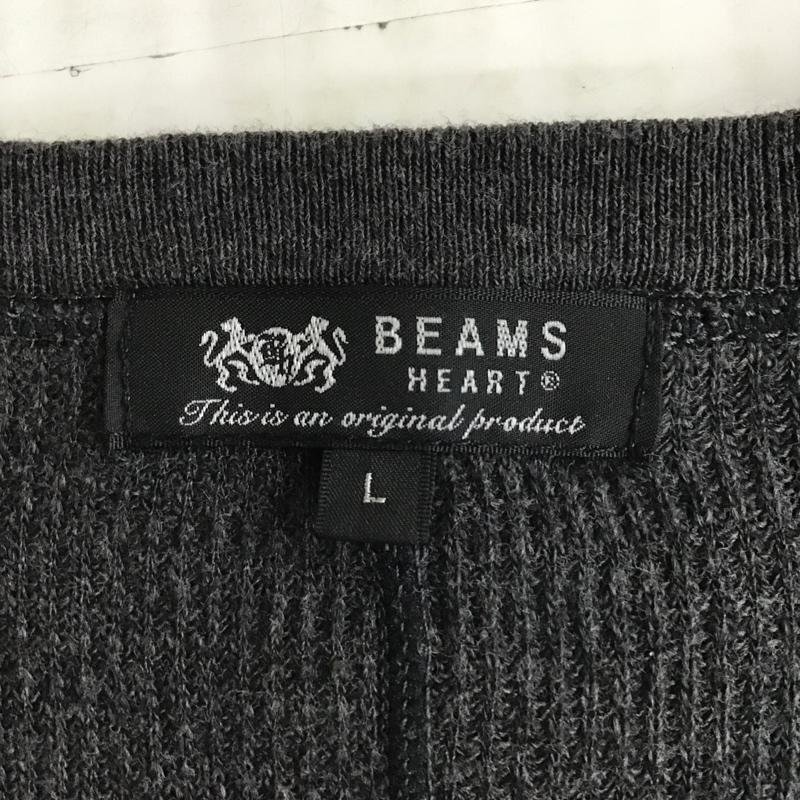 BEAMS
HEART®
This is an original product
L